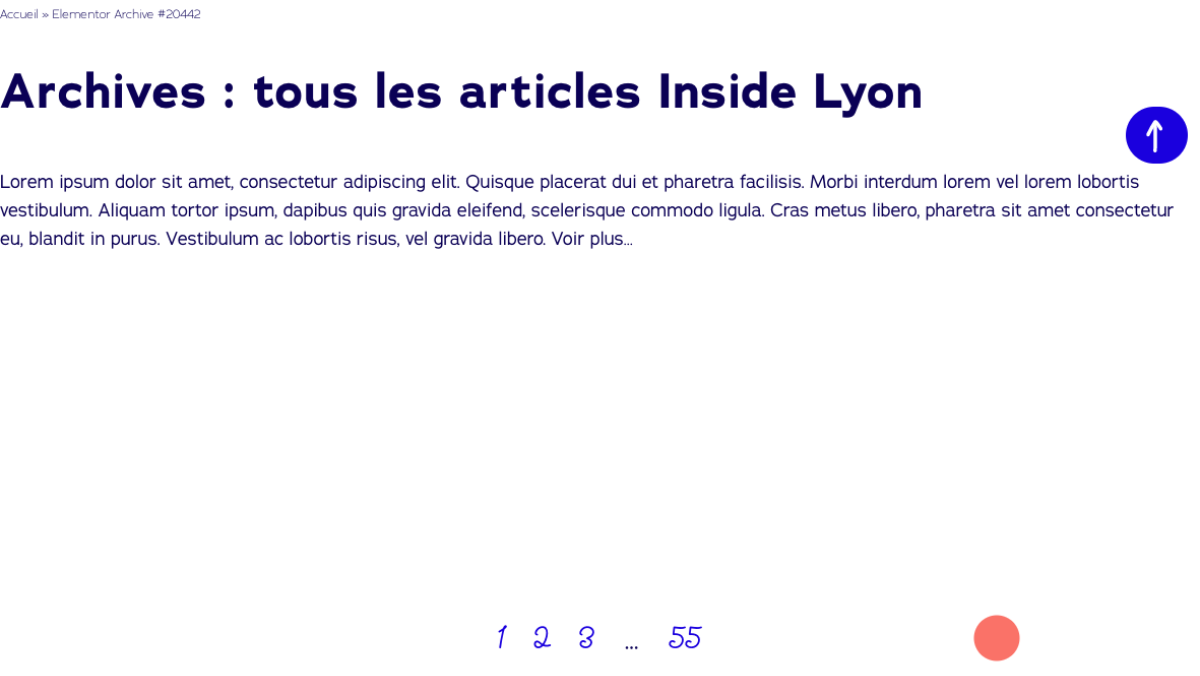 Accueil » Elementor Archive #20442
Archives : tous les articles Inside Lyon
Lorem ipsum dolor sit amet, consectetur adipiscing elit. Quisque placerat dui et pharetra facilisis. Morbi interdum lorem vel lorem lobortis
vestibulum. Aliquam tortor ipsum, dapibus quis gravida eleifend, scelerisque commodo ligula. Cras metus libero, pharetra sit amet consectetur
eu, blandit in purus. Vestibulum ac lobortis risus, vel gravida libero. Voir plus...
1 2 3 ... 55